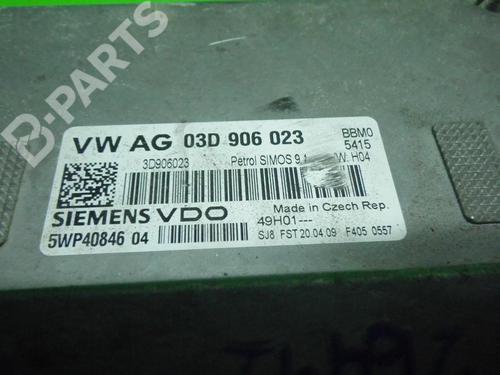 B-PARTS
VW AG 03D 906 023
BBM0
5415
3D906023 Petrol SIMOS 9.1 W: H04
SIEMENS VDO
Made in Czech Rep.
49H01---
5WP40846 04
SJ8 FST 20.04.09 F405 0557